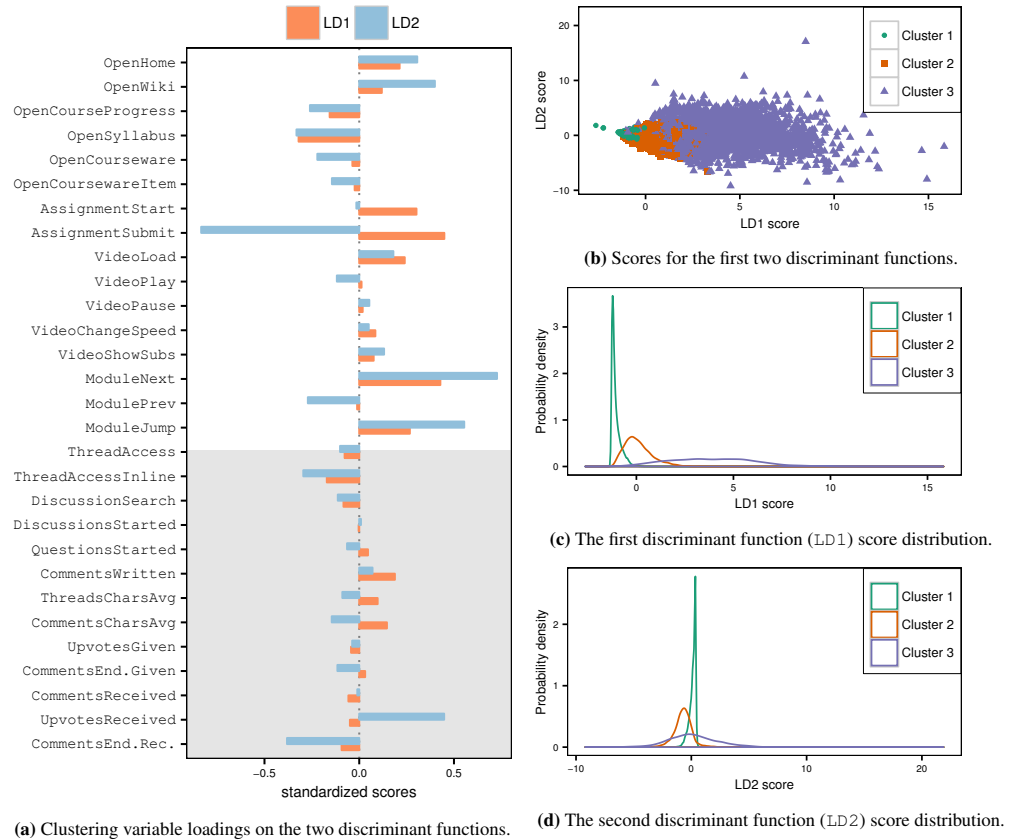 LD1 LD2
OpenHome
OpenWiki
OpenCourseProgress
OpenSyllabus
OpenCourseware
OpenCoursewareItem
AssignmentStart
AssignmentSubmit
VideoLoad
VideoPlay
VideoPause
VideoChangeSpeed
VideoShowSubs
ModuleNext
ModulePrev
ModuleJump
ThreadAccess
ThreadAccessInline
DiscussionSearch
DiscussionsStarted
QuestionsStarted
CommentsWritten
ThreadsCharsAvg
CommentsCharsAvg
UpvotesGiven
CommentsEnd.Given
CommentsReceived
UpvotesReceived
CommentsEnd.Rec.
−0.5 0.0 0.5
standardized scores
(a) Clustering variable loadings on the two discriminant functions.
LD2 score
20
10
0
−10
0 5 10 15
LD1 score
Cluster 1
Cluster 2
Cluster 3
(b) Scores for the first two discriminant functions.
Probability density
3
2
1
0
0 5 10 15
LD1 score
Cluster 1
Cluster 2
Cluster 3
(c) The first discriminant function (LD1) score distribution.
Probability density
2
1
0
−10 0 10 20
LD2 score
Cluster 1
Cluster 2
Cluster 3
(d) The second discriminant function (LD2) score distribution.